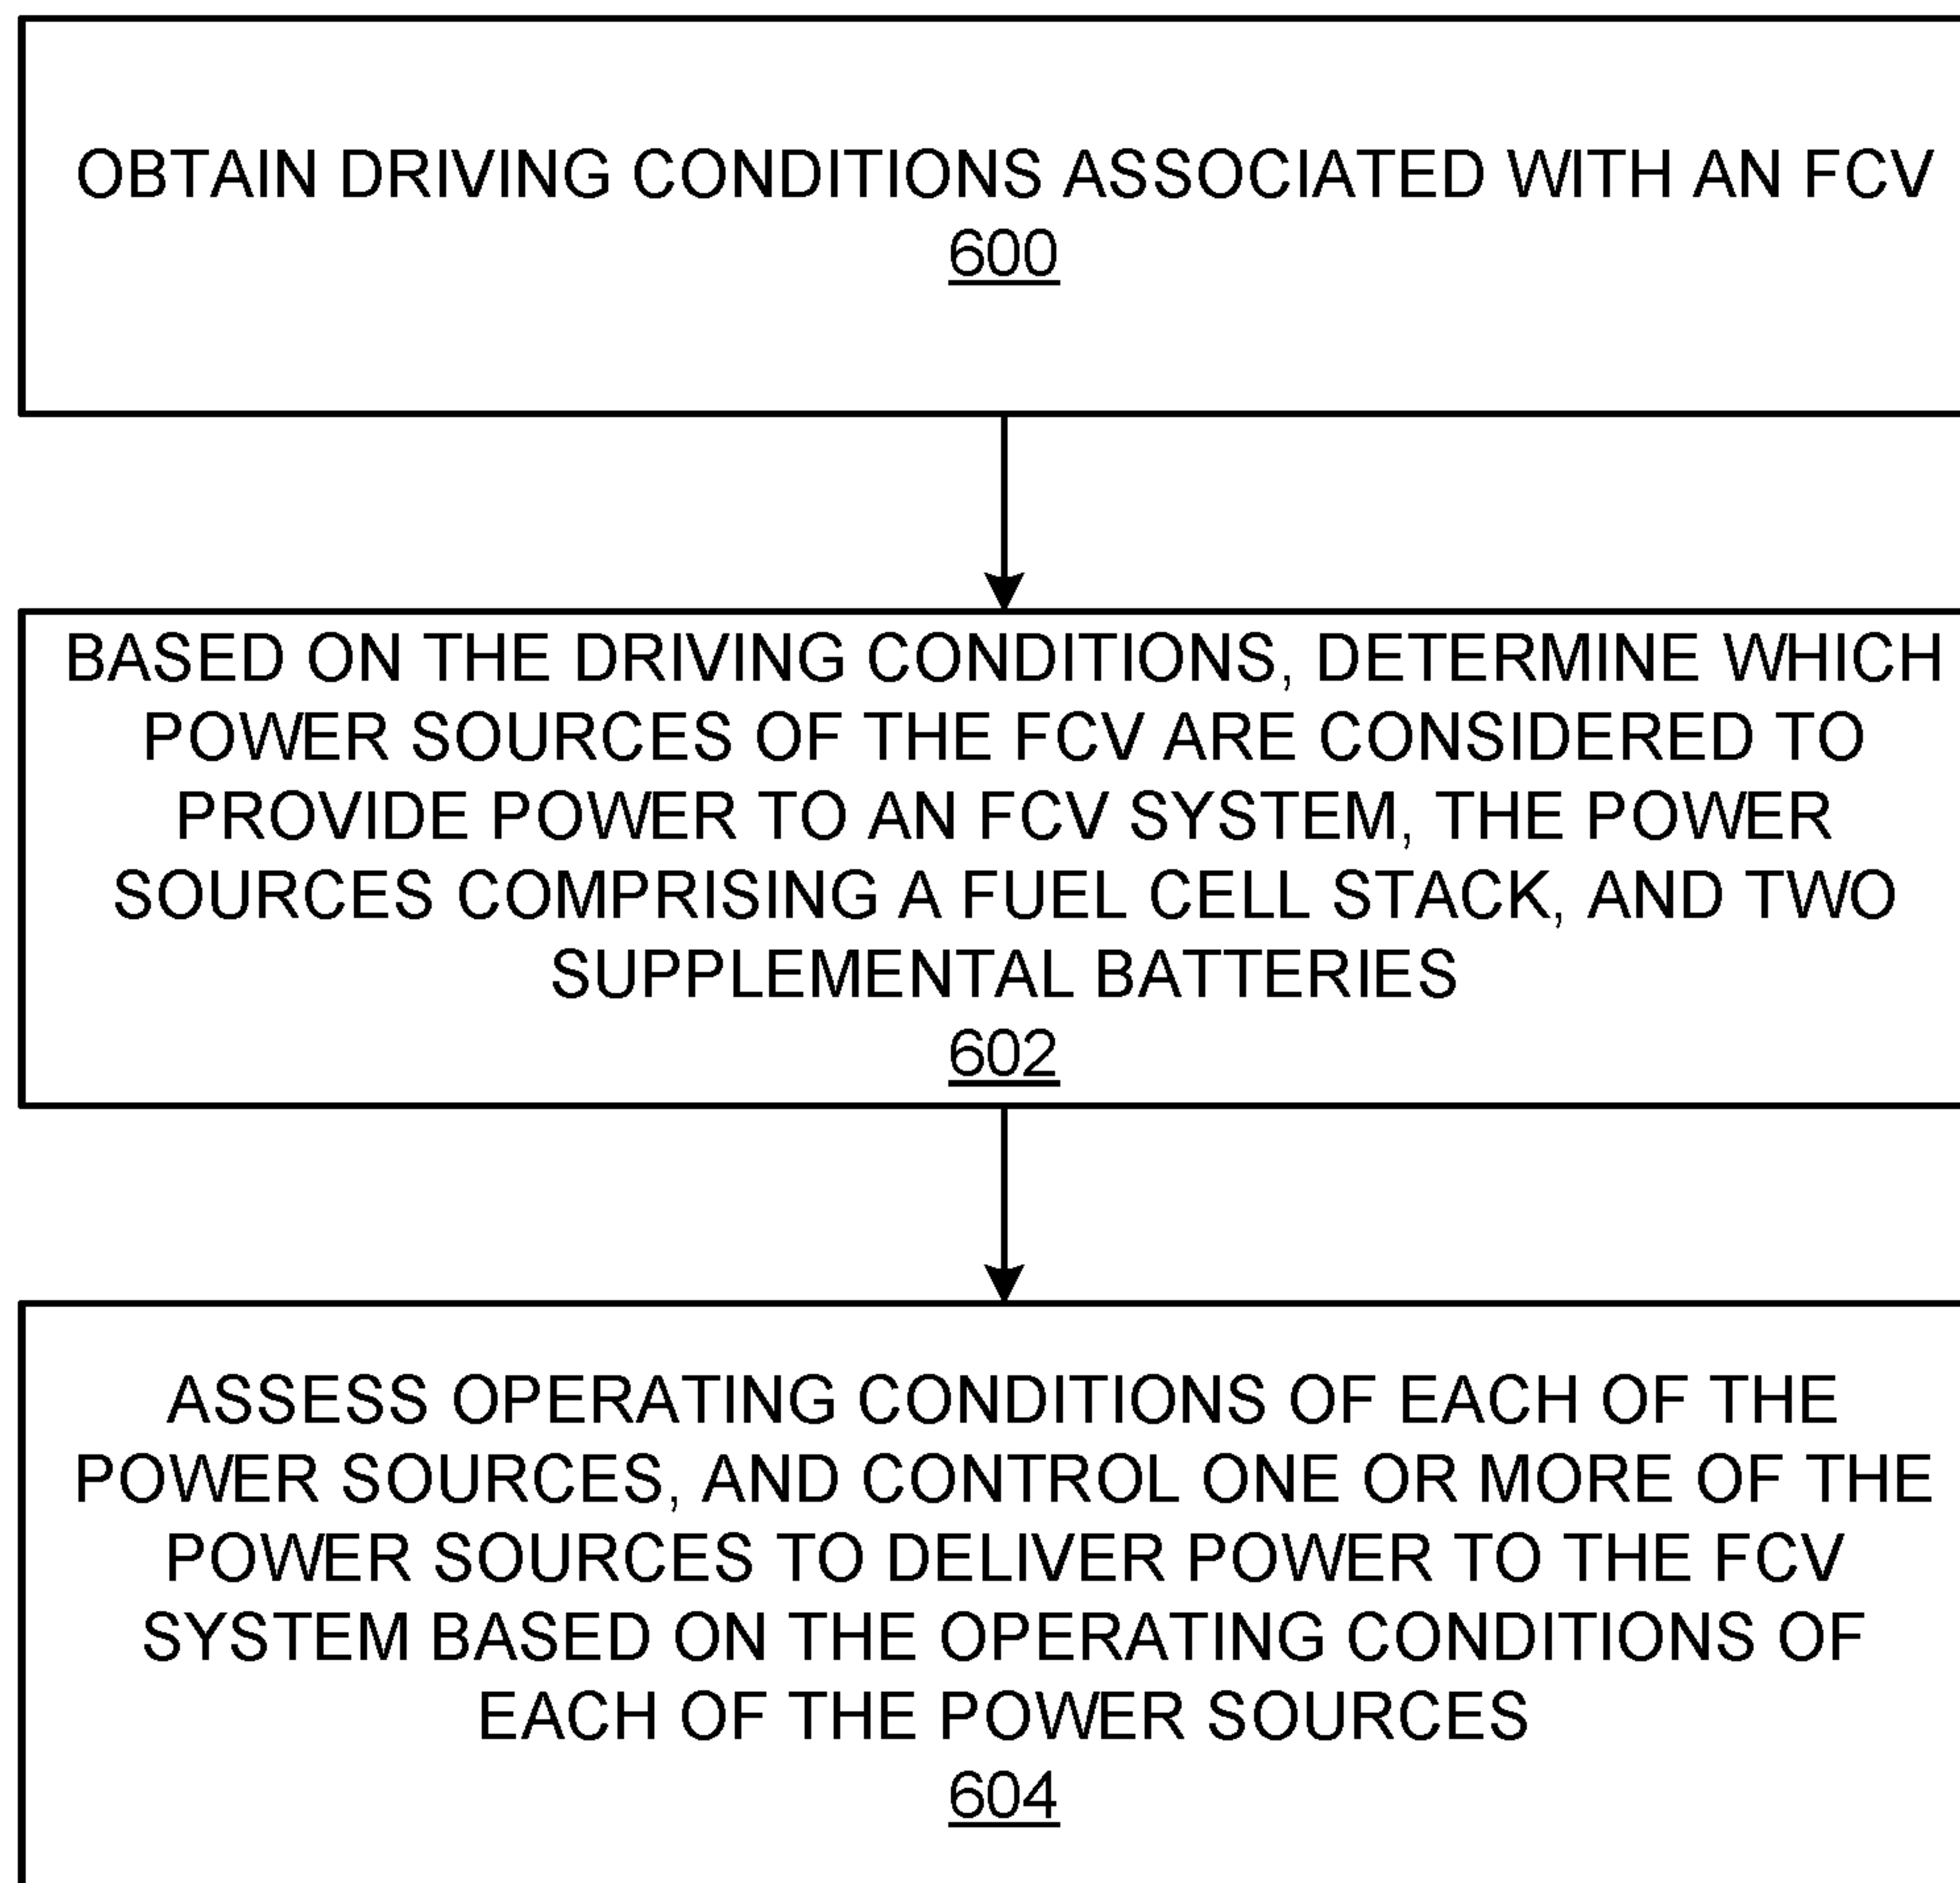 OBTAIN DRIVING CONDITIONS ASSOCIATED WITH AN FCV
600
BASED ON THE DRIVING CONDITIONS, DETERMINE WHICH
POWER SOURCES OF THE FCV ARE CONSIDERED TO
PROVIDE POWER TO AN FCV SYSTEM, THE POWER
SOURCES COMPRISING A FUEL CELL STACK, AND TWO
SUPPLEMENTAL BATTERIES
602
ASSESS OPERATING CONDITIONS OF EACH OF THE
POWER SOURCES, AND CONTROL ONE OR MORE OF THE
POWER SOURCES TO DELIVER POWER TO THE FCV
SYSTEM BASED ON THE OPERATING CONDITIONS OF
EACH OF THE POWER SOURCES
604